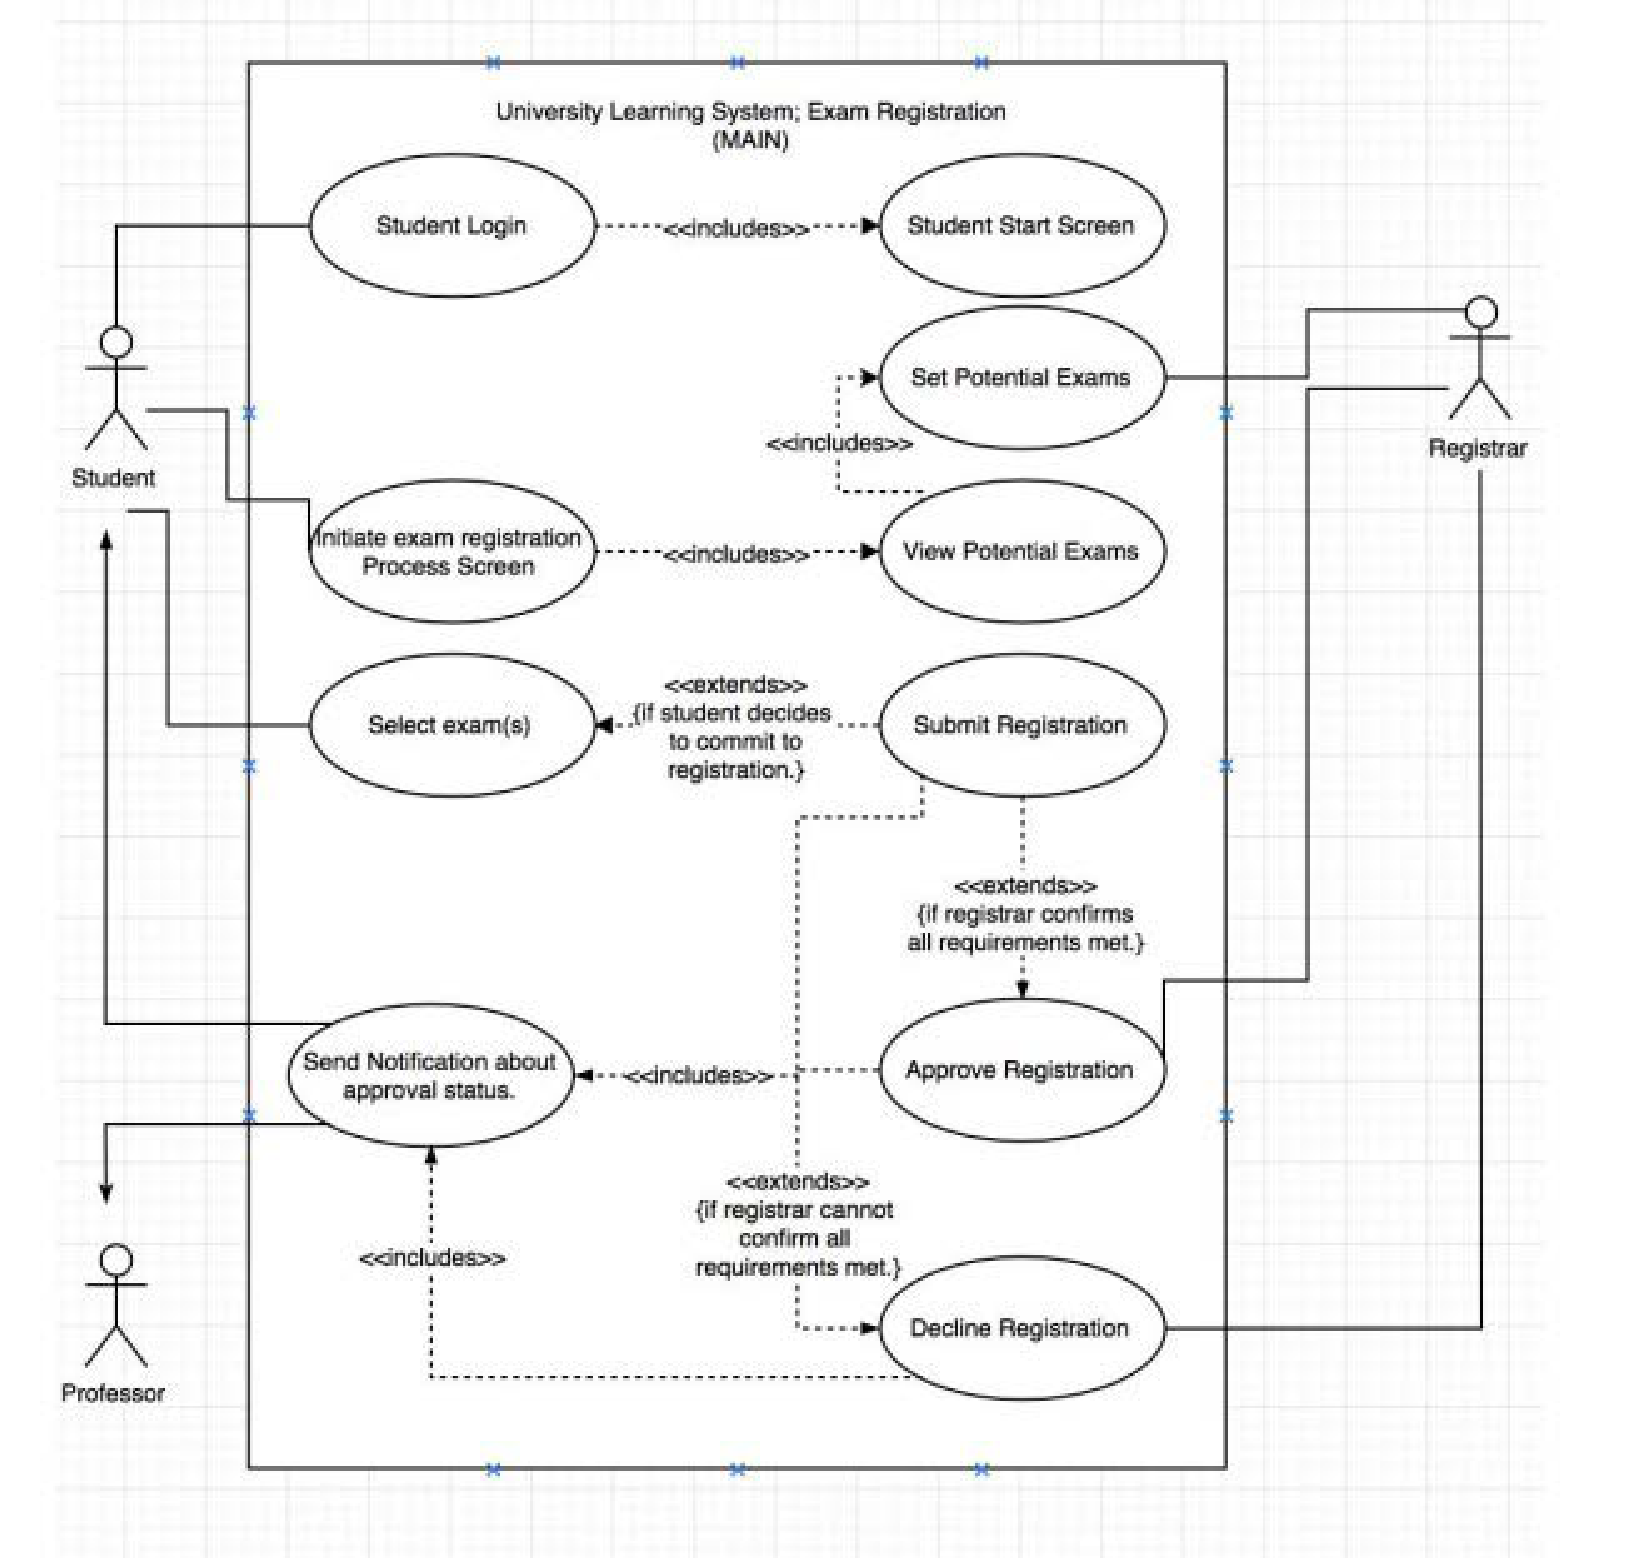 University Learning System; Exam Registration
(MAIN)
Student Login
<<includes>>
Student Start Screen
Set Potential Exams
<<includes>>
Registrar
Student
Initiate exam registration
Process Screen
<<includes>>
View Potential Exams
Select exam(s)
<<extends>>
{if student decides
to commit to
registration.}
Submit Registration
<<extends>>
{if registrar confirms
all requirements met.}
Send Notification about
approval status.
<<includes>>
Approve Registration
<<extends>>
{if registrar cannot
confirm all
requirements met.}
<<includes>>
Decline Registration
Professor